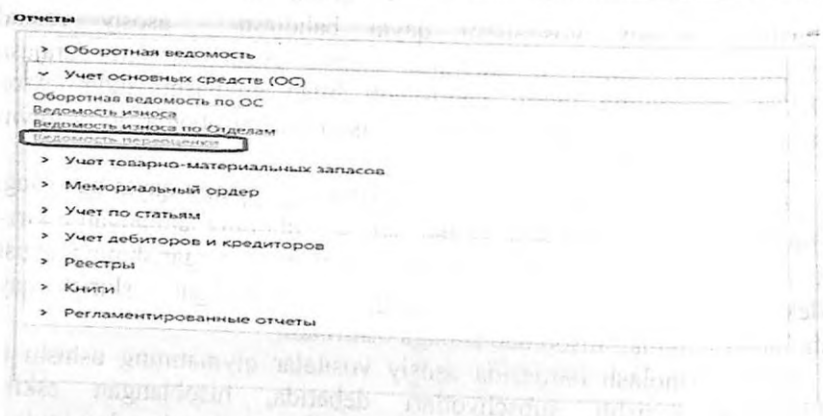 Отчеты
> Оборотная ведомость
Учет основных средств (ОС)
Оборотная ведомость по ОС
Ведомость износа
Ведомость износа по Отделам
Ведомость переоценки
> Учет товарно-материальных запасов
> Мемориальный ордер
> Учет по статьям
> Учет дебиторов и кредиторов
> Реестры
> Книги
> Регламентированные отчеты